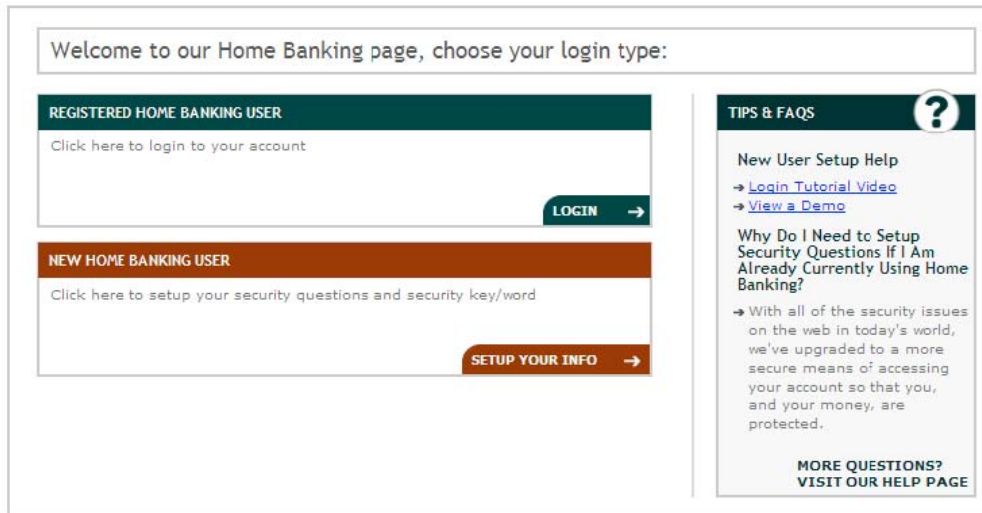 Welcome to our Home Banking page, choose your login type:
REGISTERED HOME BANKING USER
Click here to login to your account
LOGIN →
NEW HOME BANKING USER
Click here to setup your security questions and security key/word
SETUP YOUR INFO →
TIPS & FAQS ?
New User Setup Help
→ Login Tutorial Video
→ View a Demo
Why Do I Need to Setup
Security Questions If I Am
Already Currently Using Home
Banking?
→ With all of the security issues
on the web in today's world,
we've upgraded to a more
secure means of accessing
your account so that you,
and your money, are
protected.
MORE QUESTIONS?
VISIT OUR HELP PAGE